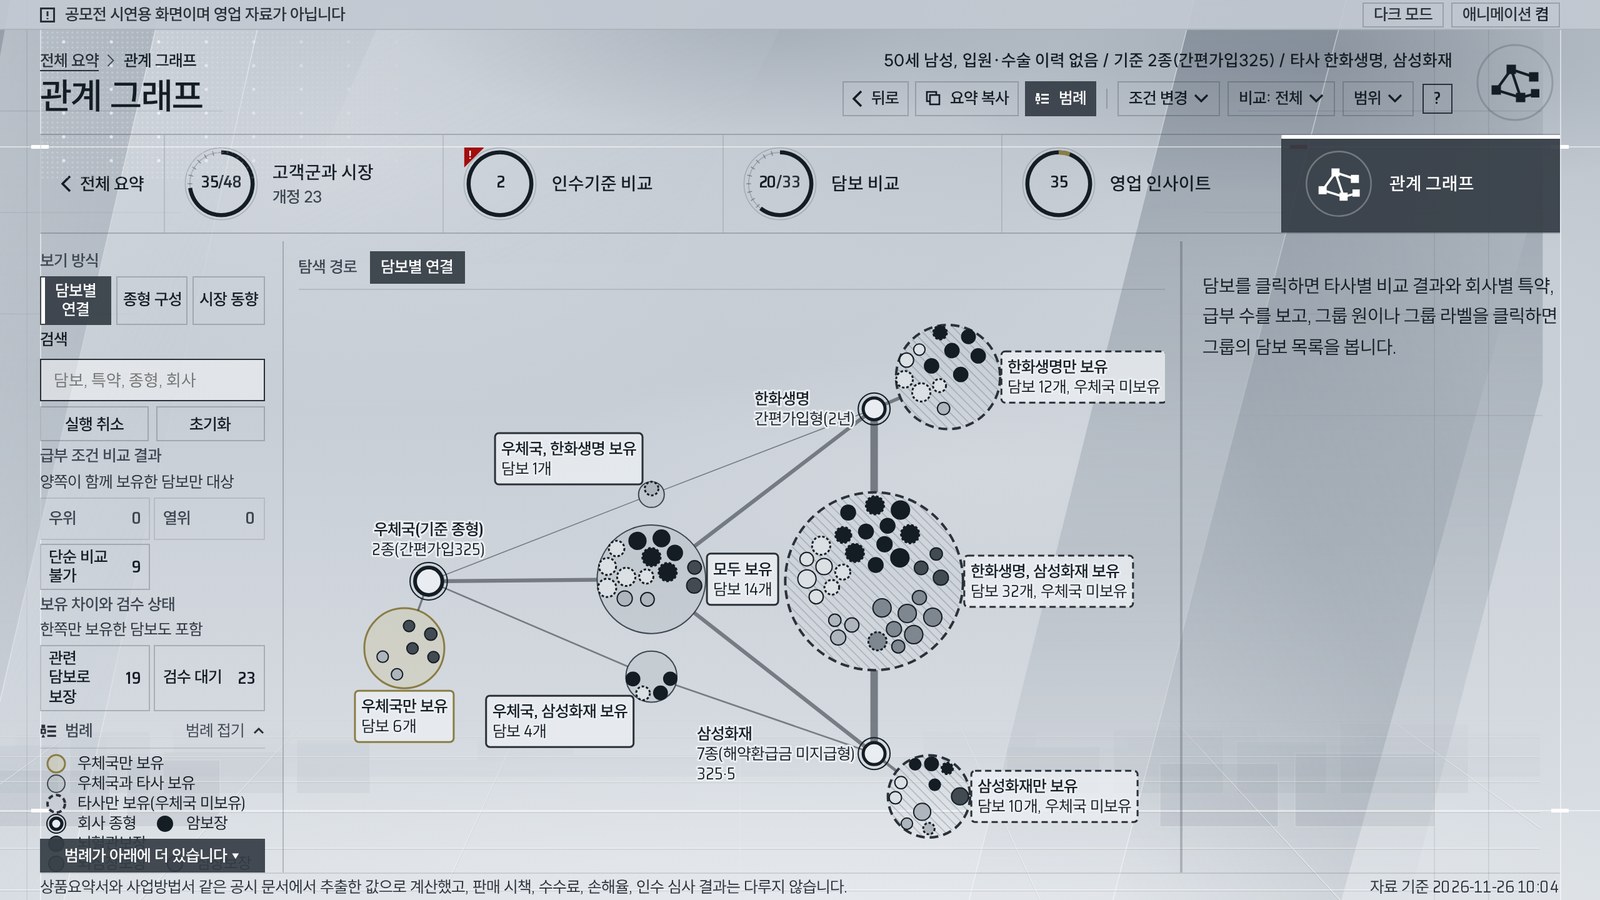 공모전 시연용 화면이며 영업 자료가 아닙니다
다크 모드
애니메이션 켬
전체 요약 > 관계 그래프
관계 그래프
50세 남성, 입원·수술 이력 없음 / 기준 2종(간편가입325) / 타사 한화생명, 삼성화재
뒤로
요약 복사
범례
조건 변경
비교: 전체
범위
?
전체 요약
35/48
고객군과 시장
개정 23
!
2
인수기준 비교
20/33
담보 비교
35
영업 인사이트
관계 그래프
보기 방식
담보별
연결
종형 구성
시장 동향
검색
담보, 특약, 종형, 회사
실행 취소
초기화
급부 조건 비교 결과
양쪽이 함께 보유한 담보만 대상
우위 0
열위 0
단순 비교
불가
9
보유 차이와 검수 상태
한쪽만 보유한 담보도 포함
관련
담보로
보장
19
검수 대기 23
범례
범례 접기
우체국만 보유
우체국과 타사 보유
타사만 보유(우체국 미보유)
회사 종형
암보장
범례가 아래에 더 있습니다 ▾
탐색 경로
담보별 연결
한화생명만 보유
담보 12개, 우체국 미보유
한화생명
간편가입형(2년)
우체국, 한화생명 보유
담보 1개
우체국(기준 종형)
2종(간편가입325)
모두 보유
담보 14개
한화생명, 삼성화재 보유
담보 32개, 우체국 미보유
우체국만 보유
담보 6개
우체국, 삼성화재 보유
담보 4개
삼성화재
7종(해약환급금 미지급형)
325·5
삼성화재만 보유
담보 10개, 우체국 미보유
담보를 클릭하면 타사별 비교 결과와 회사별 특약,
급부 수를 보고, 그룹 원이나 그룹 라벨을 클릭하면
그룹의 담보 목록을 봅니다.
상품요약서와 사업방법서 같은 공시 문서에서 추출한 값으로 계산했고, 판매 시책, 수수료, 손해율, 인수 심사 결과는 다루지 않습니다.
자료 기준 2026-11-26 10:04